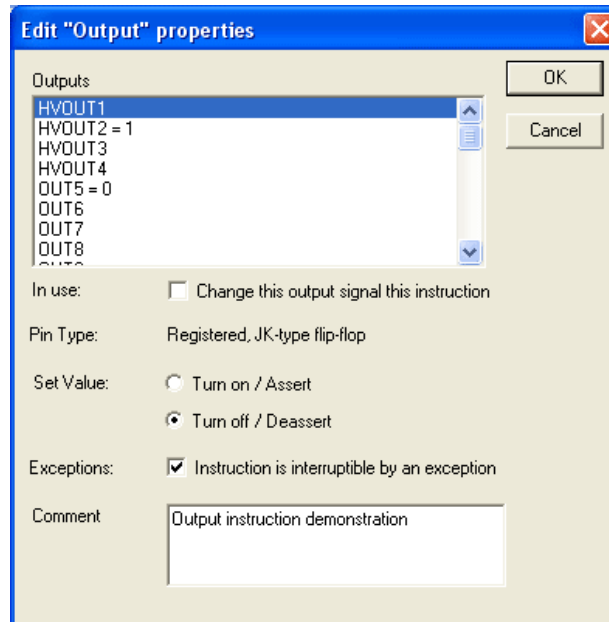 Edit "Output" properties
Outputs
OK
HVOUT1
HVOUT2 = 1
Cancel
HVOUT3
HVOUT4
OUT5 = 0
OUT6
OUT7
OUT8
In use: Change this output signal this instruction
Pin Type: Registered, JK-type flip-flop
Set Value: Turn on / Assert
Turn off / Deassert
Exceptions: Instruction is interruptible by an exception
Comment Output instruction demonstration